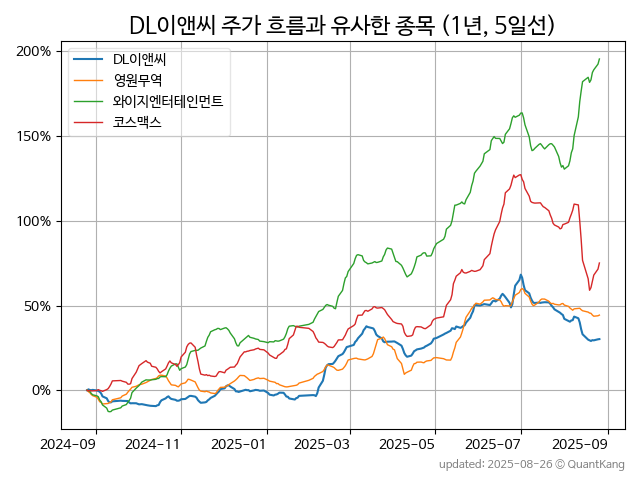 DL이앤씨 주가 흐름과 유사한 종목 (1년, 5일선)
DL이앤씨
영원무역
와이지엔터테인먼트
코스맥스
200%
150%
100%
50%
0%
2024-09 2024-11 2025-01 2025-03 2025-05 2025-07 2025-09
updated: 2025-08-26 © QuantKang